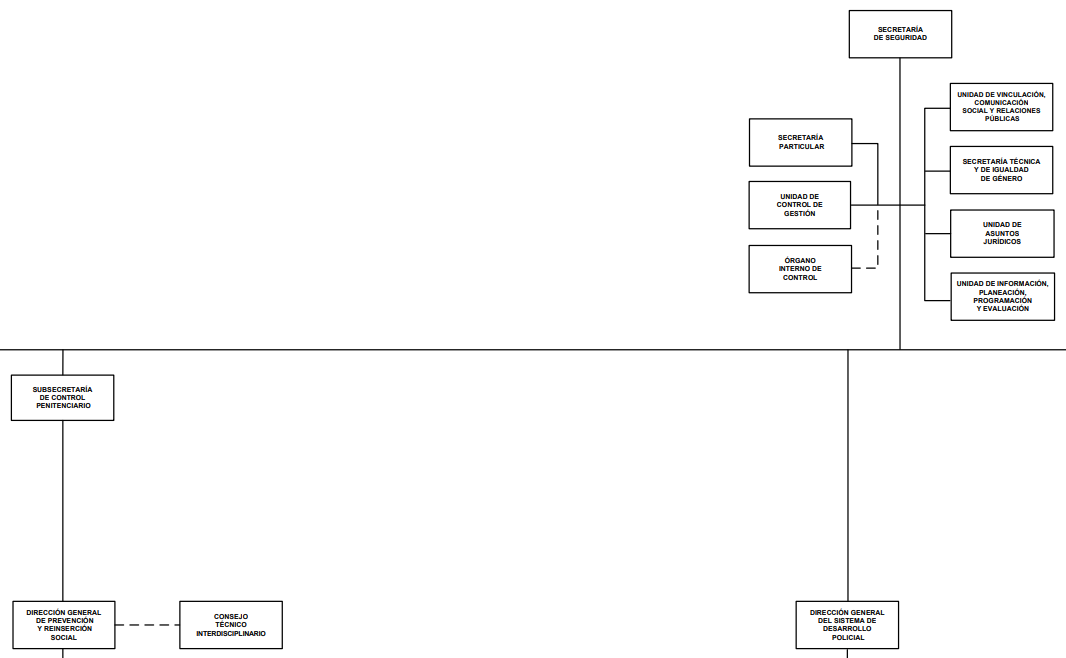 SECRETARÍA
DE SEGURIDAD
UNIDAD DE VINCULACIÓN,
COMUNICACIÓN
SOCIAL Y RELACIONES
PÚBLICAS
SECRETARÍA
PARTICULAR
SECRETARÍA TÉCNICA
Y DE IGUALDAD
DE GÉNERO
UNIDAD DE
CONTROL DE
GESTIÓN
UNIDAD DE
ASUNTOS
JURÍDICOS
ÓRGANO
INTERNO DE
CONTROL
UNIDAD DE INFORMACIÓN,
PLANEACIÓN,
PROGRAMACIÓN
Y EVALUACIÓN
SUBSECRETARÍA
DE CONTROL
PENITENCIARIO
DIRECCIÓN GENERAL
DE PREVENCIÓN
Y REINSERCIÓN
SOCIAL
CONSEJO
TÉCNICO
INTERDISCIPLINARIO
DIRECCIÓN GENERAL
DEL SISTEMA DE
DESARROLLO
POLICIAL